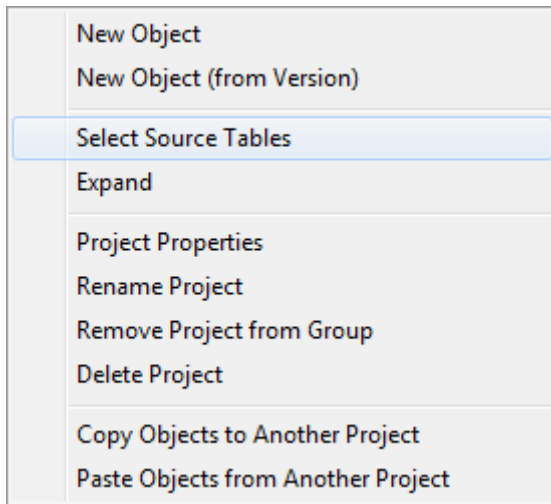 New Object
New Object (from Version)
Select Source Tables
Expand
Project Properties
Rename Project
Remove Project from Group
Delete Project
Copy Objects to Another Project
Paste Objects from Another Project